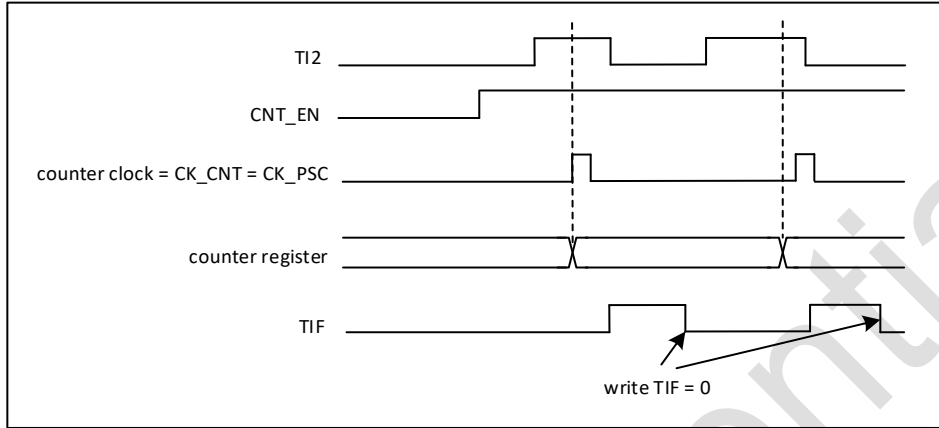 TI2
CNT_EN
counter clock = CK_CNT = CK_PSC
counter register
TIF
write TIF = 0